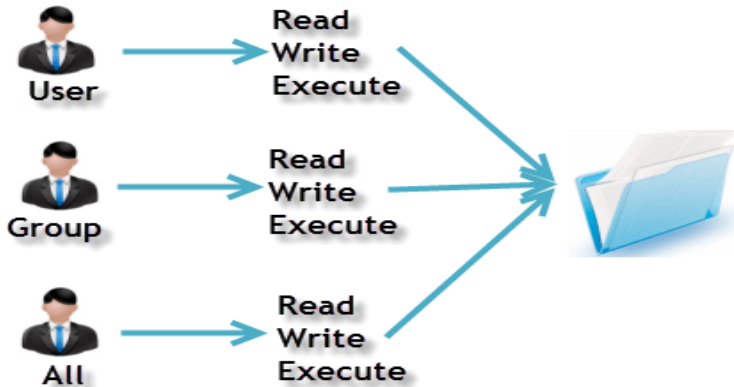 User
Read
Write
Execute
Group
Read
Write
Execute
All
Read
Write
Execute